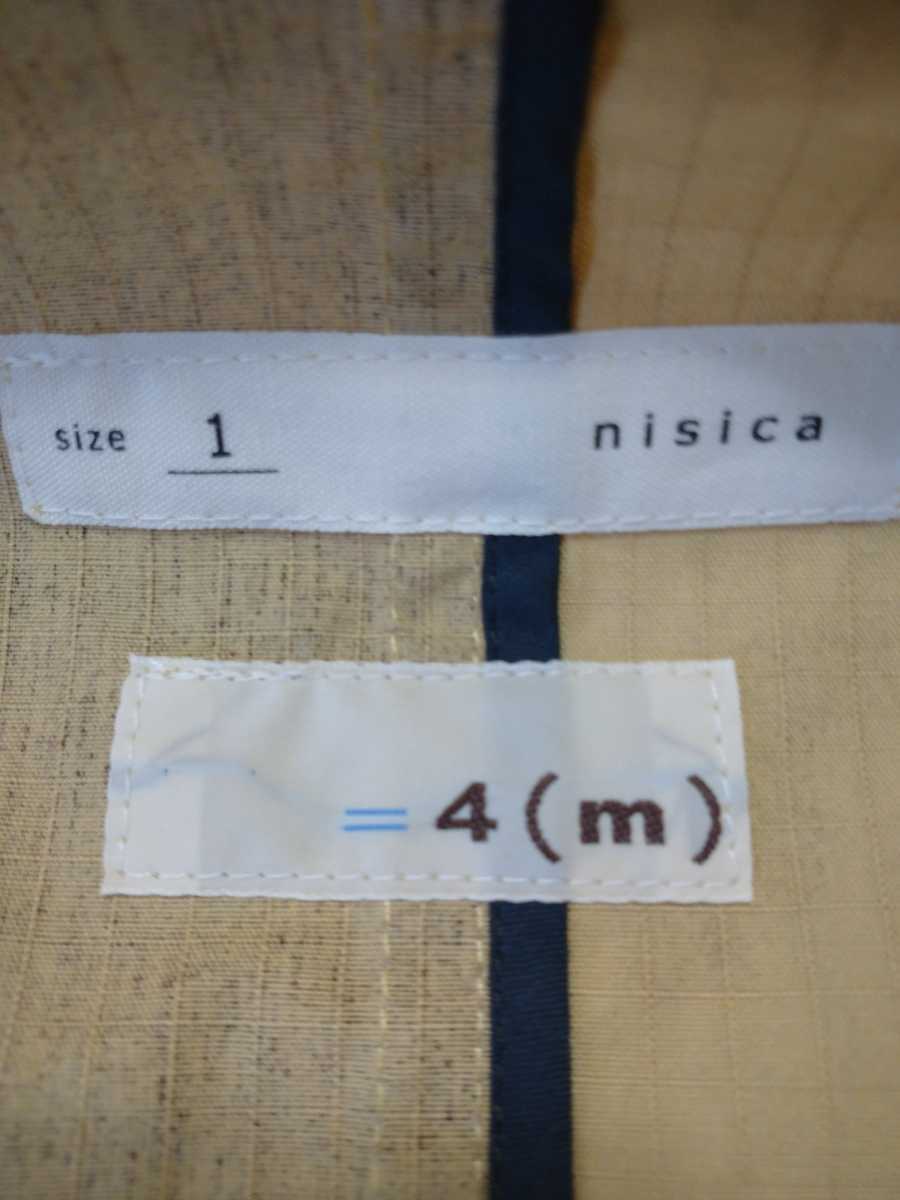 size 1 nisica
= 4 (m)